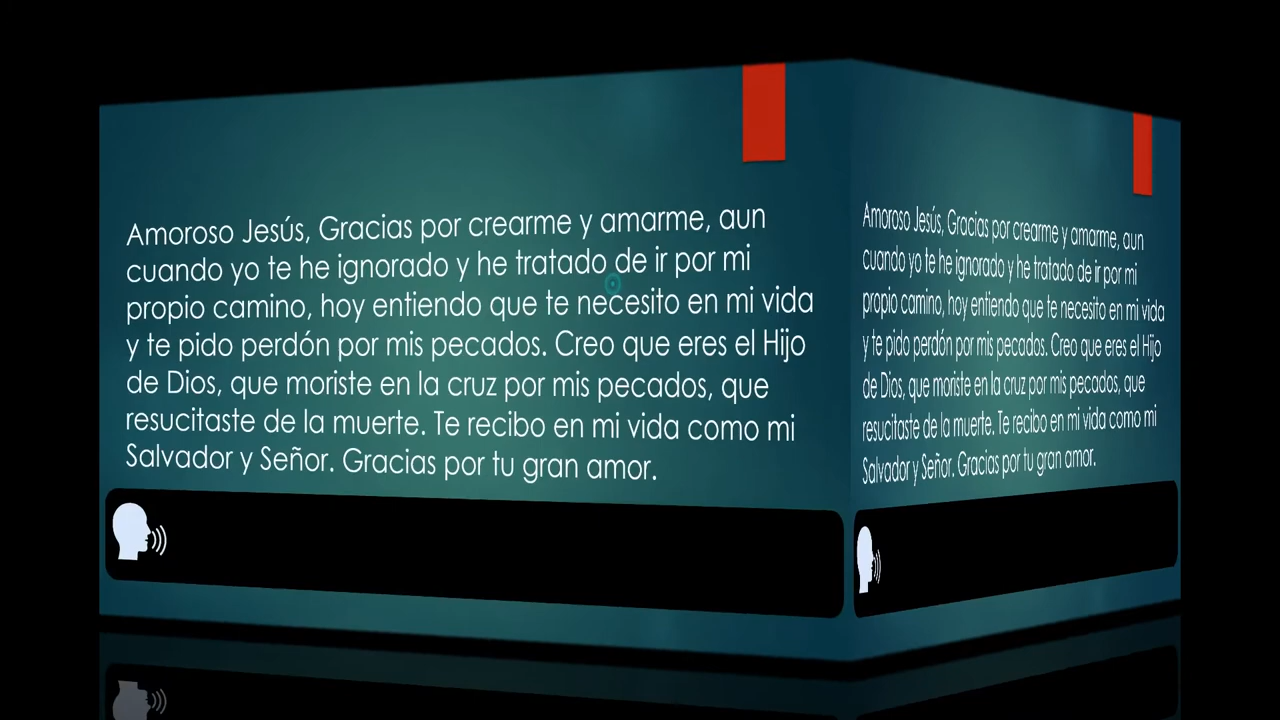 Amoroso Jesús, Gracias por crearme y amarme, aun
cuando yo te he ignorado y he tratado de ir por mi
propio camino, hoy entiendo que te necesito en mi vida
y te pido perdón por mis pecados. Creo que eres el Hijo
de Dios, que moriste en la cruz por mis pecados, que
resucitaste de la muerte. Te recibo en mi vida como mi
Salvador y Señor. Gracias por tu gran amor.
Amoroso Jesús, Gracias por crearme y amarme, aun
cuando yo te he ignorado y he tratado de ir por mi
propio camino, hoy entiendo que te necesito en mi vida
y te pido perdón por mis pecados. Creo que eres el Hijo
de Dios, que moriste en la cruz por mis pecados, que
resucitaste de la muerte. Te recibo en mi vida como mi
Salvador y Señor. Gracias por tu gran amor.